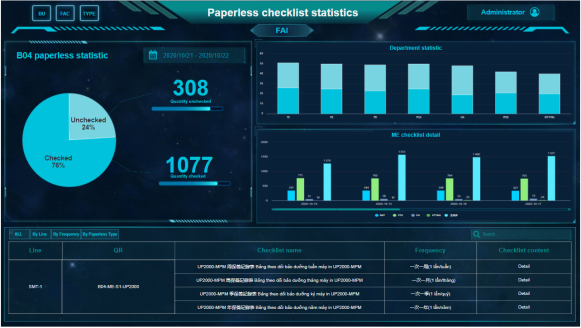 BU FAC TYPE
Paperless checklist statistics
Administrator
FAI
B04 paperless statistic
2020/10/21 - 2020/10/22
308
Quantity unchecked
1077
Quantity checked
Unchecked
24%
Checked
76%
Department statistic
ME checklist detail
ALL By Line By Frequency By Paperless Type
Search
Line QR Checklist name Frequency Checklist content
SMT-1 B04-ME-S1-UP2000
UP2000-MPM 周保養記錄表 Bảng theo dõi bảo dưỡng tuần máy in UP2000-MPM 一次一周(1 lần/tuần) Detail
UP2000-MPM 月保養記錄表 Bảng theo dõi bảo dưỡng tháng máy in UP2000-MPM 一次一月(1 lần/tháng) Detail
UP2000-MPM 季保養記錄表 Bảng theo dõi bảo dưỡng kỳ máy in UP2000-MPM 一次一季(1 lần/quý) Detail
UP2000-MPM 年保養記錄表 Bảng theo dõi bảo dưỡng năm máy in UP2000-MPM 一次一年(1 lần/năm) Detail